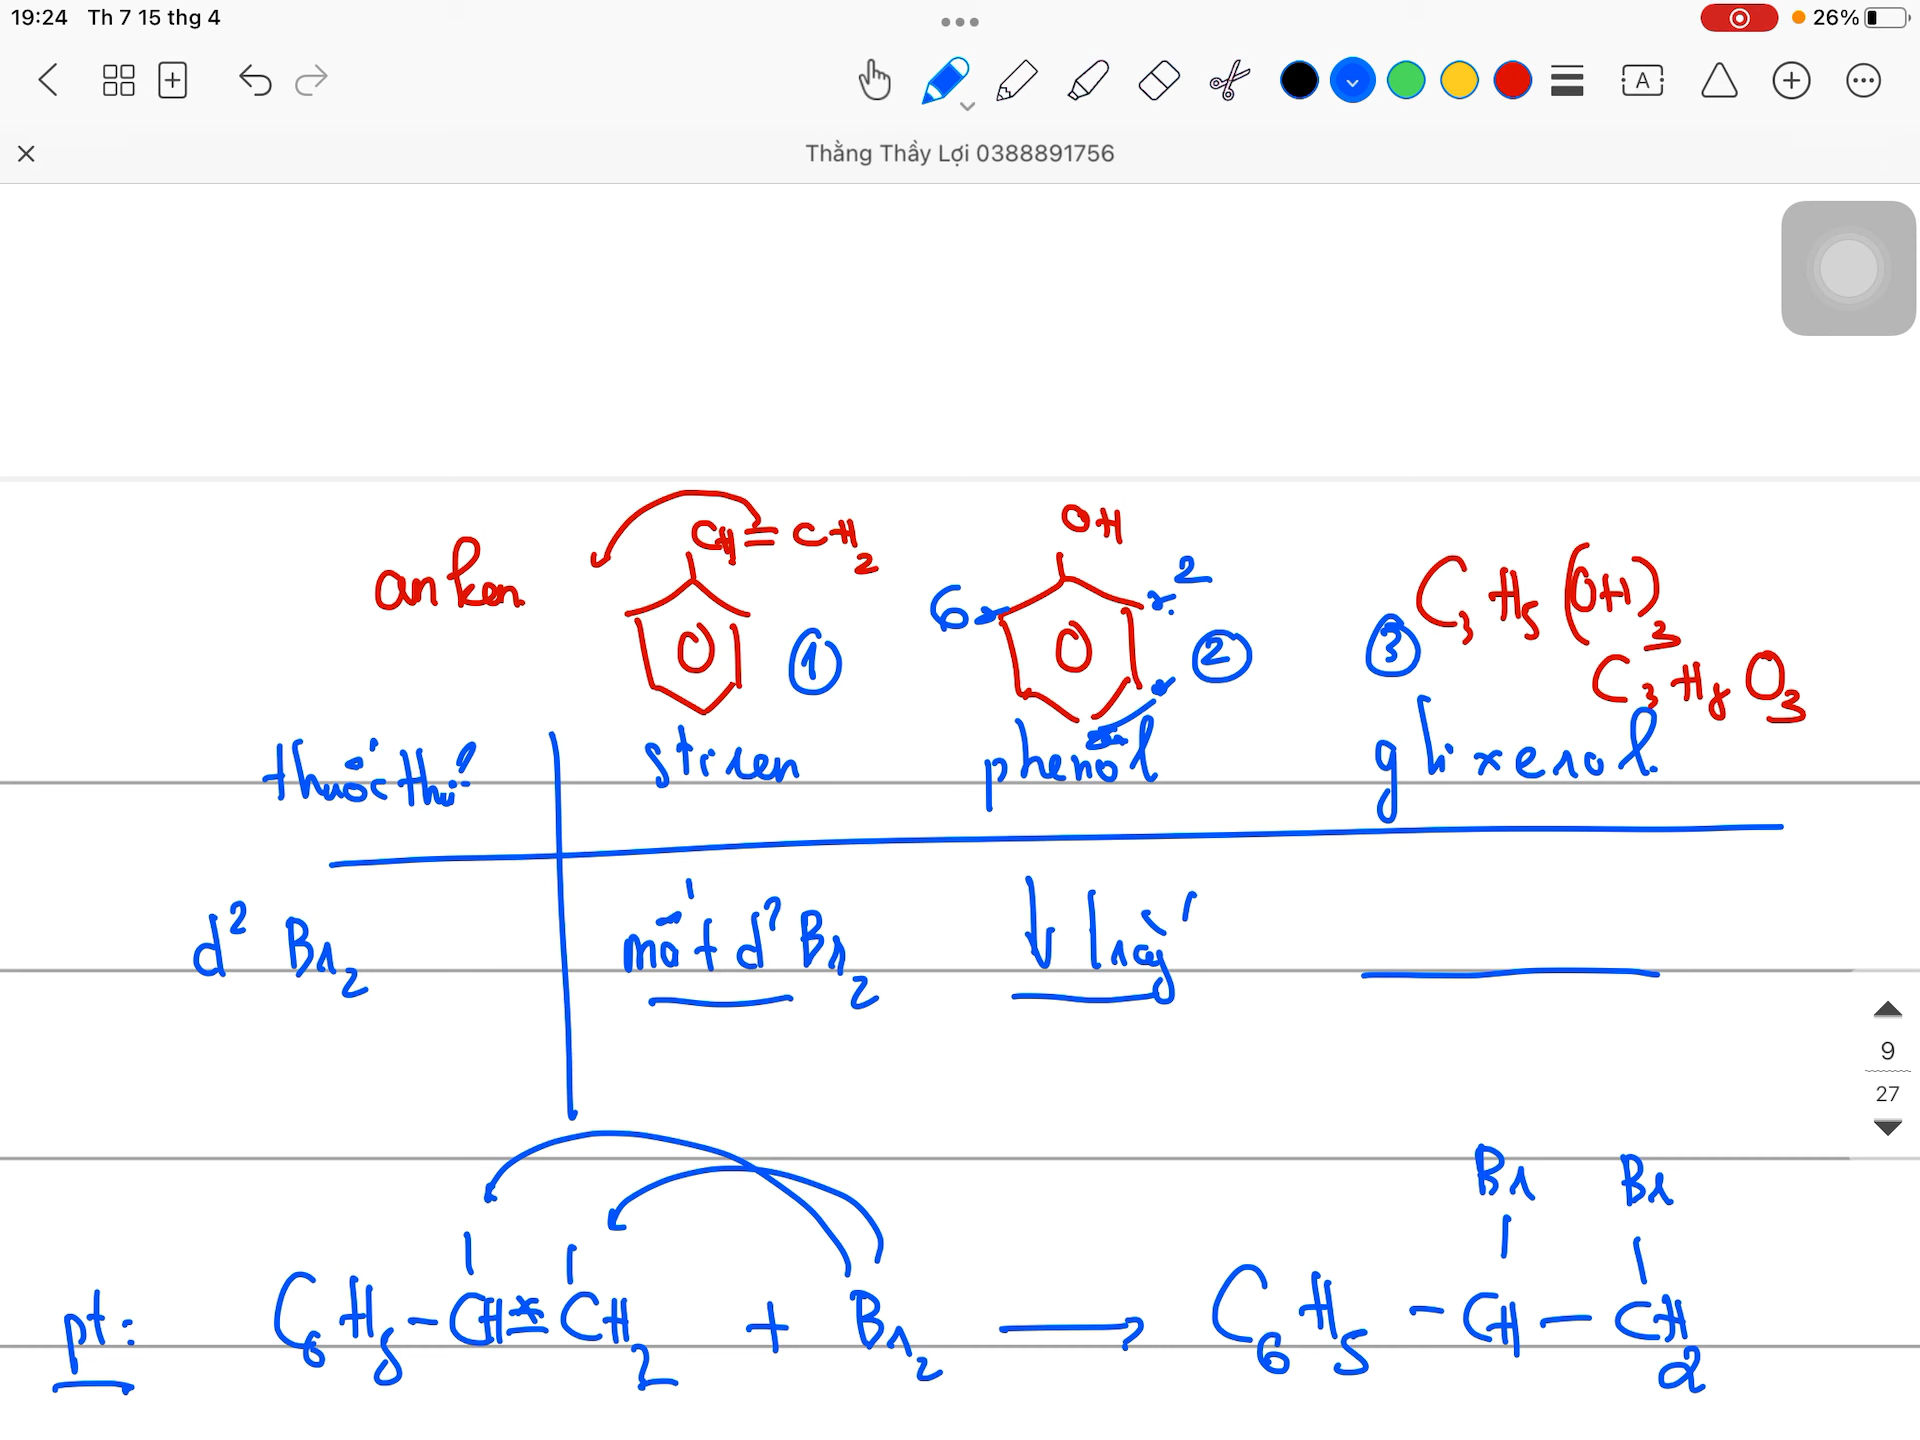 19:24 Th 7 15 thg 4
26%
A
Thằng Thầy Lợi 0388891756
anken
CH=CH2
OH
6
2
C3H5(OH)3
1
2
3
C3H8O3
thuốc thử
stiren
phenol
glixerol
d² Br2
mất d² Br2
↓ trắng
9
27
Br Br
pt: C6H5-CH=CH2 + Br2 → C6H5-CH-CH2